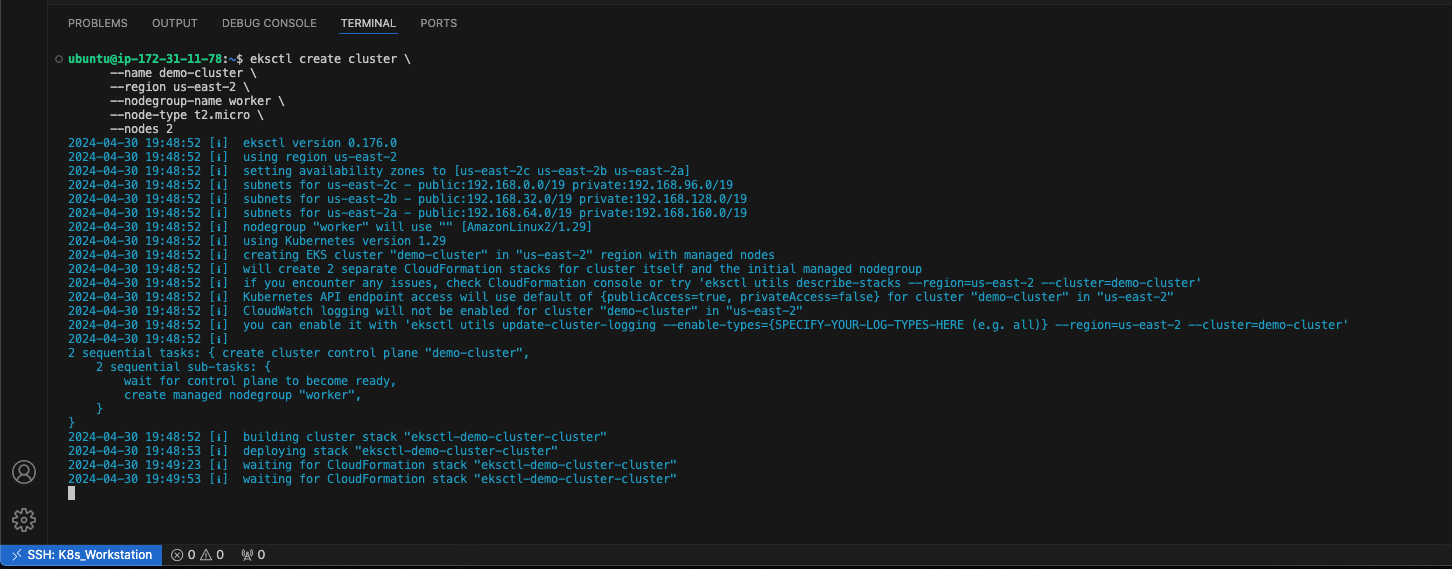 PROBLEMS OUTPUT DEBUG CONSOLE TERMINAL PORTS
ubuntu@ip-172-31-11-78:~$ eksctl create cluster \
--name demo-cluster \
--region us-east-2 \
--nodegroup-name worker \
--node-type t2.micro \
--nodes 2
2024-04-30 19:48:52 [ℹ]  eksctl version 0.176.0
2024-04-30 19:48:52 [ℹ]  using region us-east-2
2024-04-30 19:48:52 [ℹ]  setting availability zones to [us-east-2c us-east-2b us-east-2a]
2024-04-30 19:48:52 [ℹ]  subnets for us-east-2c - public:192.168.0.0/19 private:192.168.96.0/19
2024-04-30 19:48:52 [ℹ]  subnets for us-east-2b - public:192.168.32.0/19 private:192.168.128.0/19
2024-04-30 19:48:52 [ℹ]  subnets for us-east-2a - public:192.168.64.0/19 private:192.168.160.0/19
2024-04-30 19:48:52 [ℹ]  nodegroup "worker" will use "" [AmazonLinux2/1.29]
2024-04-30 19:48:52 [ℹ]  using Kubernetes version 1.29
2024-04-30 19:48:52 [ℹ]  creating EKS cluster "demo-cluster" in "us-east-2" region with managed nodes
2024-04-30 19:48:52 [ℹ]  will create 2 separate CloudFormation stacks for cluster itself and the initial managed nodegroup
2024-04-30 19:48:52 [ℹ]  if you encounter any issues, check CloudFormation console or try 'eksctl utils describe-stacks --region=us-east-2 --cluster=demo-cluster'
2024-04-30 19:48:52 [ℹ]  Kubernetes API endpoint access will use default of {publicAccess=true, privateAccess=false} for cluster "demo-cluster" in "us-east-2"
2024-04-30 19:48:52 [ℹ]  CloudWatch logging will not be enabled for cluster "demo-cluster" in "us-east-2"
2024-04-30 19:48:52 [ℹ]  you can enable it with 'eksctl utils update-cluster-logging --enable-types={SPECIFY-YOUR-LOG-TYPES-HERE (e.g. all)} --region=us-east-2 --cluster=demo-cluster'
2024-04-30 19:48:52 [ℹ]
2 sequential tasks: { create cluster control plane "demo-cluster",
2 sequential sub-tasks: {
wait for control plane to become ready,
create managed nodegroup "worker",
}
}
2024-04-30 19:48:52 [ℹ]  building cluster stack "eksctl-demo-cluster-cluster"
2024-04-30 19:48:53 [ℹ]  deploying stack "eksctl-demo-cluster-cluster"
2024-04-30 19:49:23 [ℹ]  waiting for CloudFormation stack "eksctl-demo-cluster-cluster"
2024-04-30 19:49:53 [ℹ]  waiting for CloudFormation stack "eksctl-demo-cluster-cluster"
SSH: K8s_Workstation 0 0 0